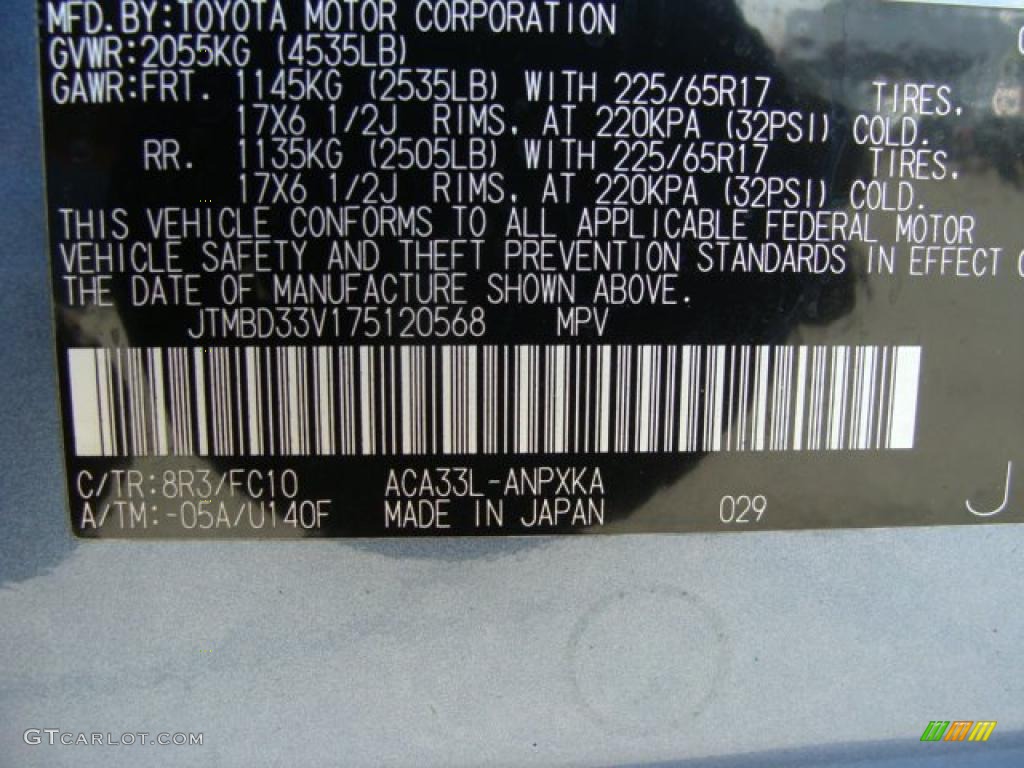 MFD.BY:TOYOTA MOTOR CORPORATION
GVWR:2055KG (4535LB)
GAWR:FRT. 1145KG (2535LB) WITH 225/65R17 TIRES,
17X6 1/2J RIMS, AT 220KPA (32PSI) COLD.
RR. 1135KG (2505LB) WITH 225/65R17 TIRES,
17X6 1/2J RIMS, AT 220KPA (32PSI) COLD.
THIS VEHICLE CONFORMS TO ALL APPLICABLE FEDERAL MOTOR
VEHICLE SAFETY AND THEFT PREVENTION STANDARDS IN EFFECT
THE DATE OF MANUFACTURE SHOWN ABOVE.
JTMBD33V175120568 MPV
C/TR:8R3/FC10 ACA33L-ANPXKA
A/TM:-05A/U140F MADE IN JAPAN 029 J
GTCARLOT.COM